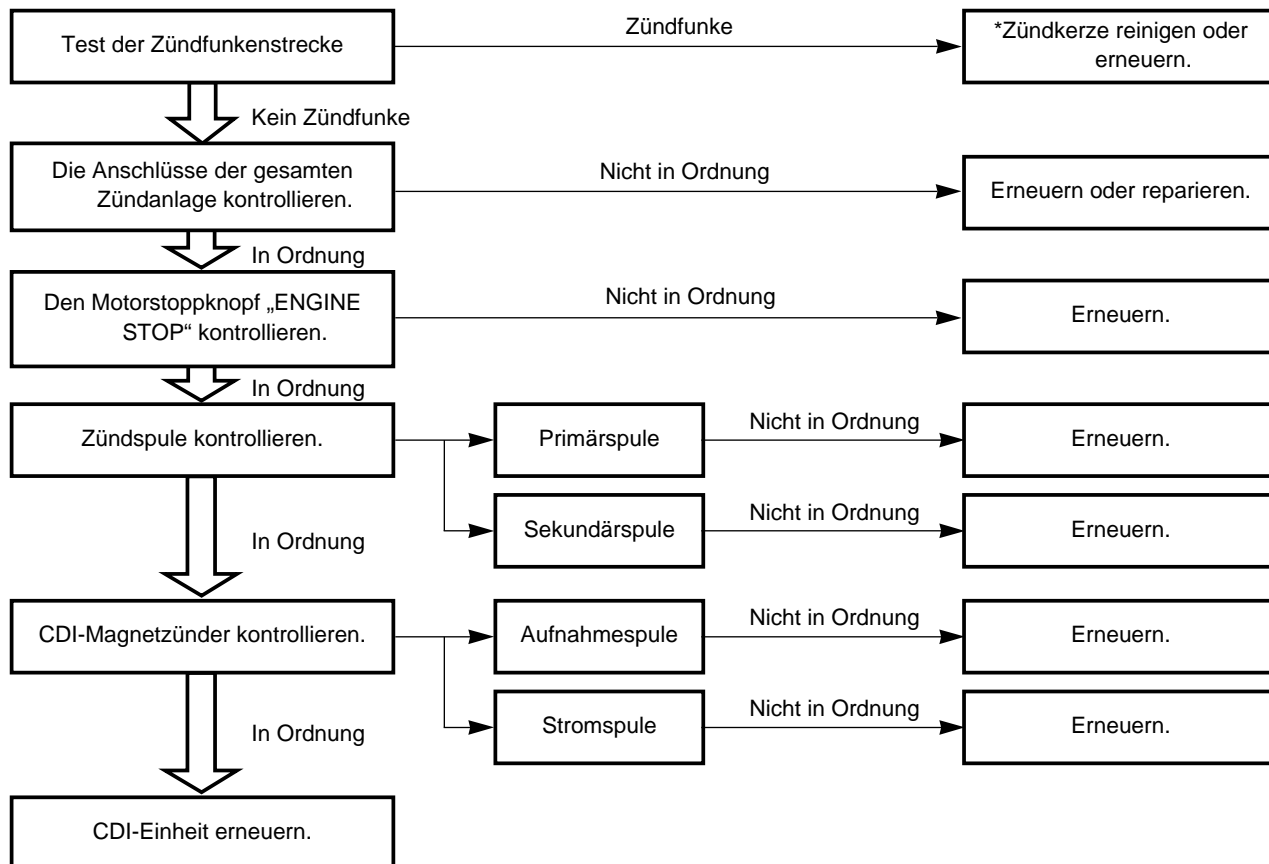 Test der Zündfunkenstrecke
Zündfunke
*Zündkerze reinigen oder
erneuern.
Kein Zündfunke
Die Anschlüsse der gesamten
Zündanlage kontrollieren.
Nicht in Ordnung
Erneuern oder reparieren.
In Ordnung
Den Motorstoppknopf „ENGINE
STOP“ kontrollieren.
Nicht in Ordnung
Erneuern.
In Ordnung
Zündspule kontrollieren.
Primärspule
Nicht in Ordnung
Erneuern.
Sekundärspule
Nicht in Ordnung
Erneuern.
In Ordnung
CDI-Magnetzünder kontrollieren.
Aufnahmespule
Nicht in Ordnung
Erneuern.
Stromspule
Nicht in Ordnung
Erneuern.
In Ordnung
CDI-Einheit erneuern.